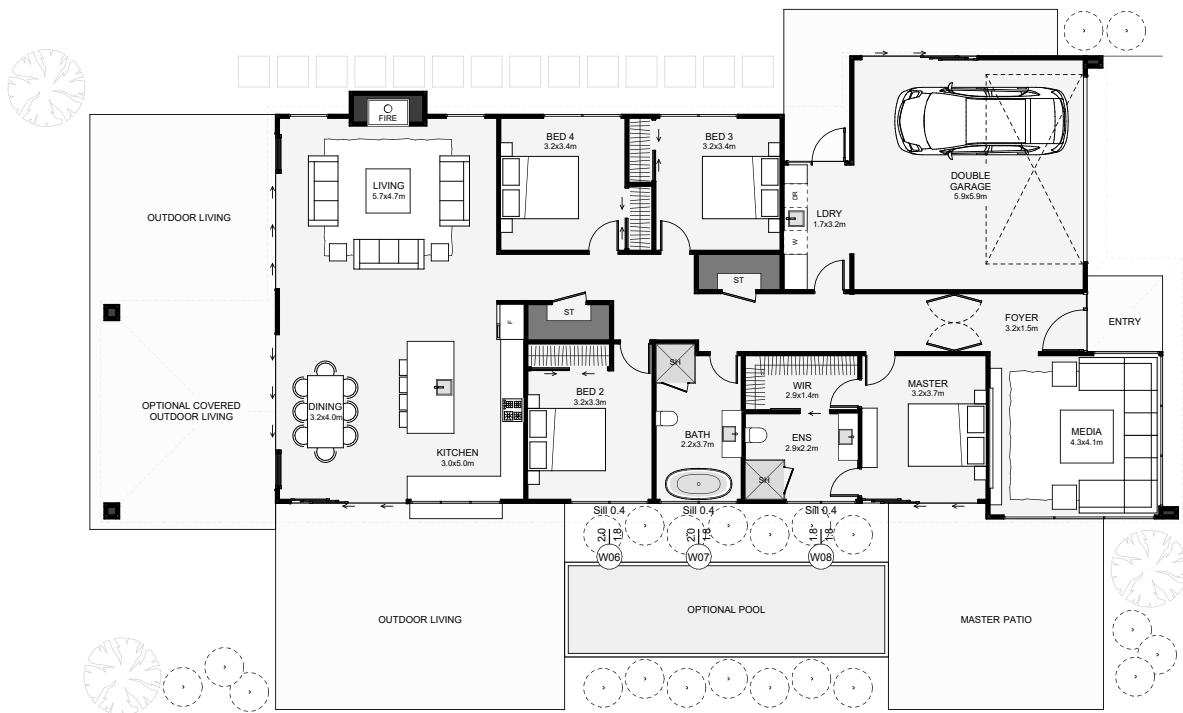 FIRE
BED 4
3.2x3.4m
BED 3
3.2x3.4m
DOUBLE
GARAGE
5.9x5.9m
LIVING
5.7x4.7m
DR
LDRY
1.7x3.2m
W
OUTDOOR LIVING
ST
ST
F
FOYER
3.2x1.5m
ENTRY
SH
BED 2
3.2x3.3m
WIR
2.9x1.4m
MASTER
3.2x3.7m
OPTIONAL COVERED
OUTDOOR LIVING
DINING
3.2x4.0m
KITCHEN
3.0x5.0m
BATH
2.2x3.7m
ENS
2.9x2.2m
MEDIA
4.3x4.1m
SH
Sill 0.4
Sill 0.4
Sill 0.4
2.0
1.8
2.0
1.8
1.8
1.8
W06
W07
W08
OPTIONAL POOL
OUTDOOR LIVING
MASTER PATIO